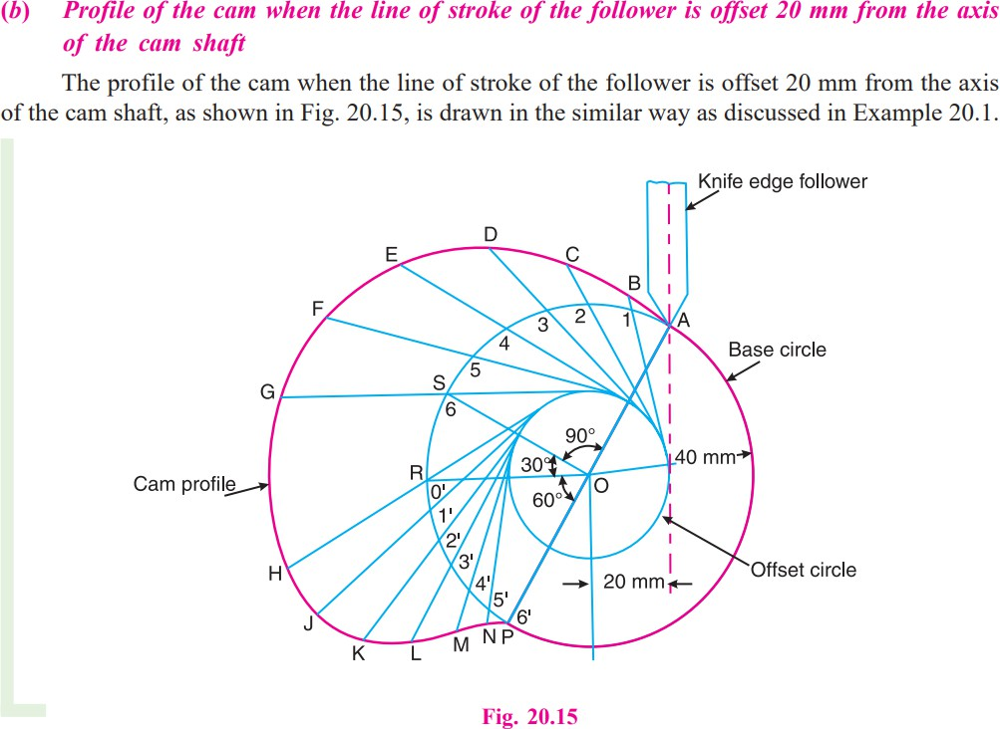 (b) Profile of the cam when the line of stroke of the follower is offset 20 mm from the axis
of the cam shaft
The profile of the cam when the line of stroke of the follower is offset 20 mm from the axis
of the cam shaft, as shown in Fig. 20.15, is drawn in the similar way as discussed in Example 20.1.
Knife edge follower
D
E
C
B
F
3
2
1
A
4
Base circle
5
S
G
6
90°
40 mm
30°
R
Cam profile
0'
O
60°
1'
2'
3'
H
Offset circle
4'
20 mm
5'
6'
J
K
L
M
N
P
Fig. 20.15